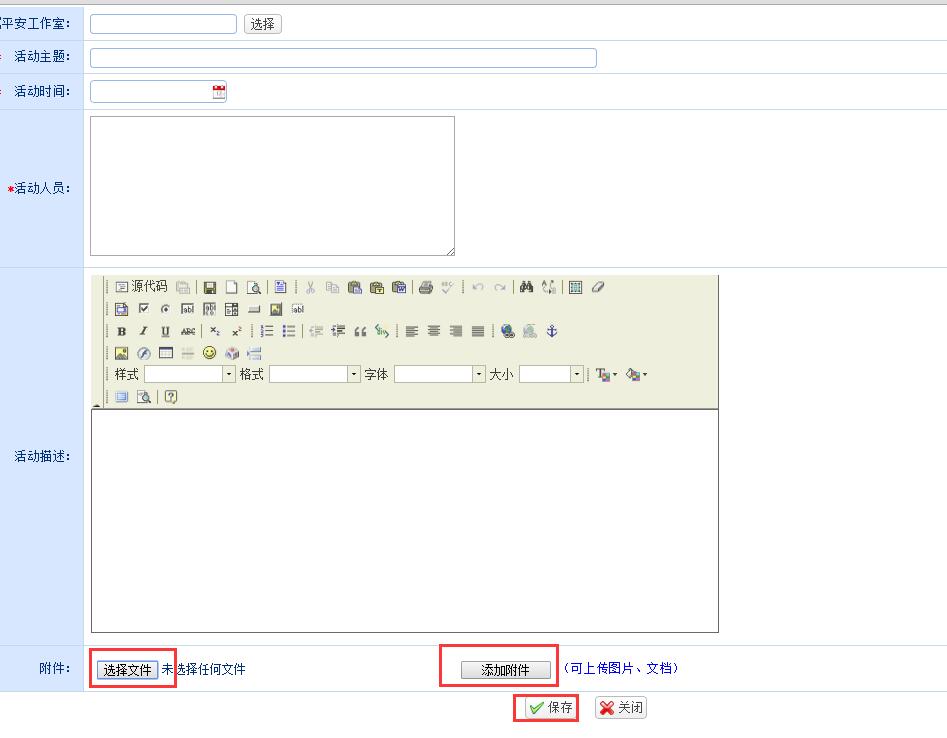 平安工作室： 选择
* 活动主题：
* 活动时间：
*活动人员：
源代码
B I U ABC
样式 格式 字体 大小
活动描述：
附件： 选择文件 未选择任何文件 添加附件 （可上传图片、文档）
保存 关闭